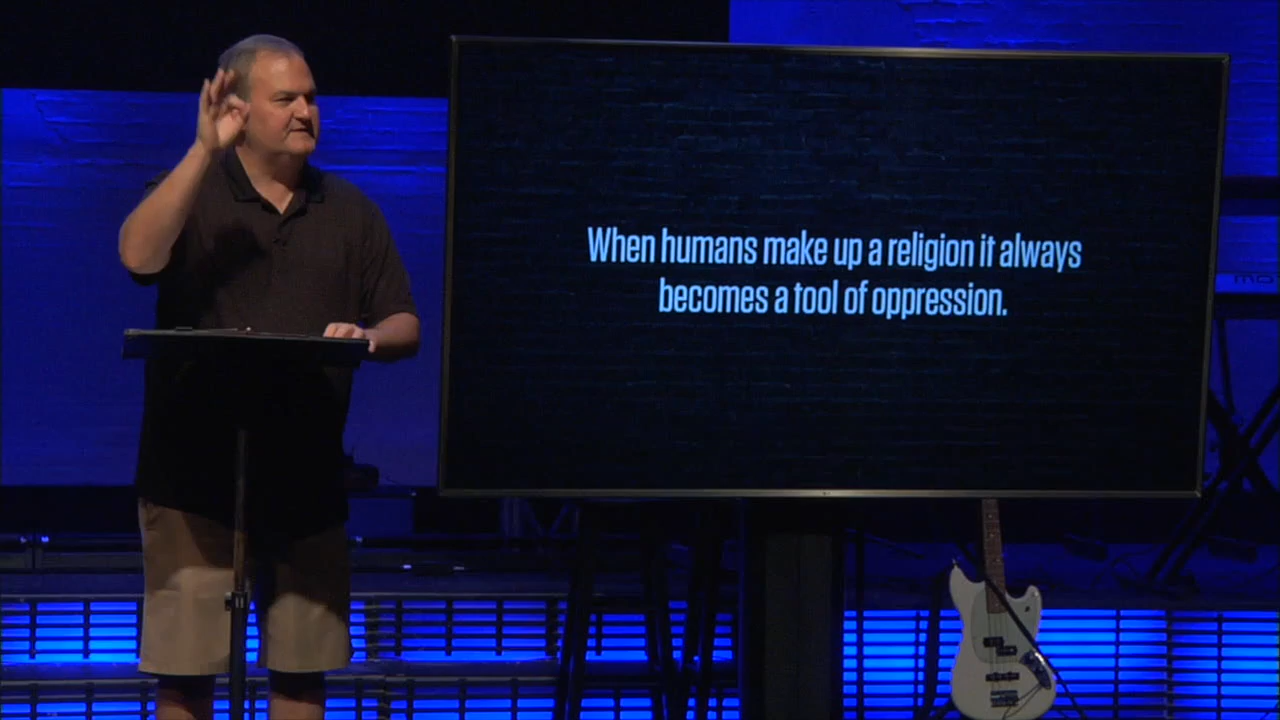 When humans make up a religion it always
becomes a tool of oppression.